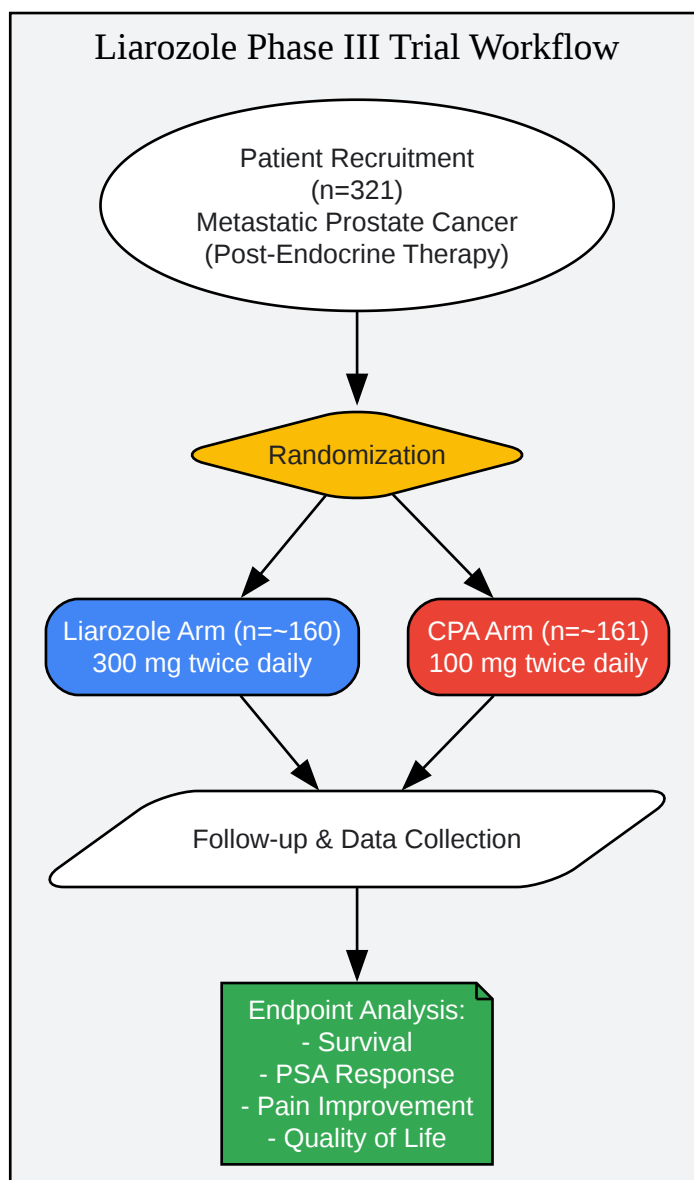 Liarozole Phase III Trial Workflow
Patient Recruitment
(n=321)
Metastatic Prostate Cancer
(Post-Endocrine Therapy)
Randomization
Liarozole Arm (n=~160)
300 mg twice daily
CPA Arm (n=~161)
100 mg twice daily
Follow-up & Data Collection
Endpoint Analysis:
- Survival
- PSA Response
- Pain Improvement
- Quality of Life